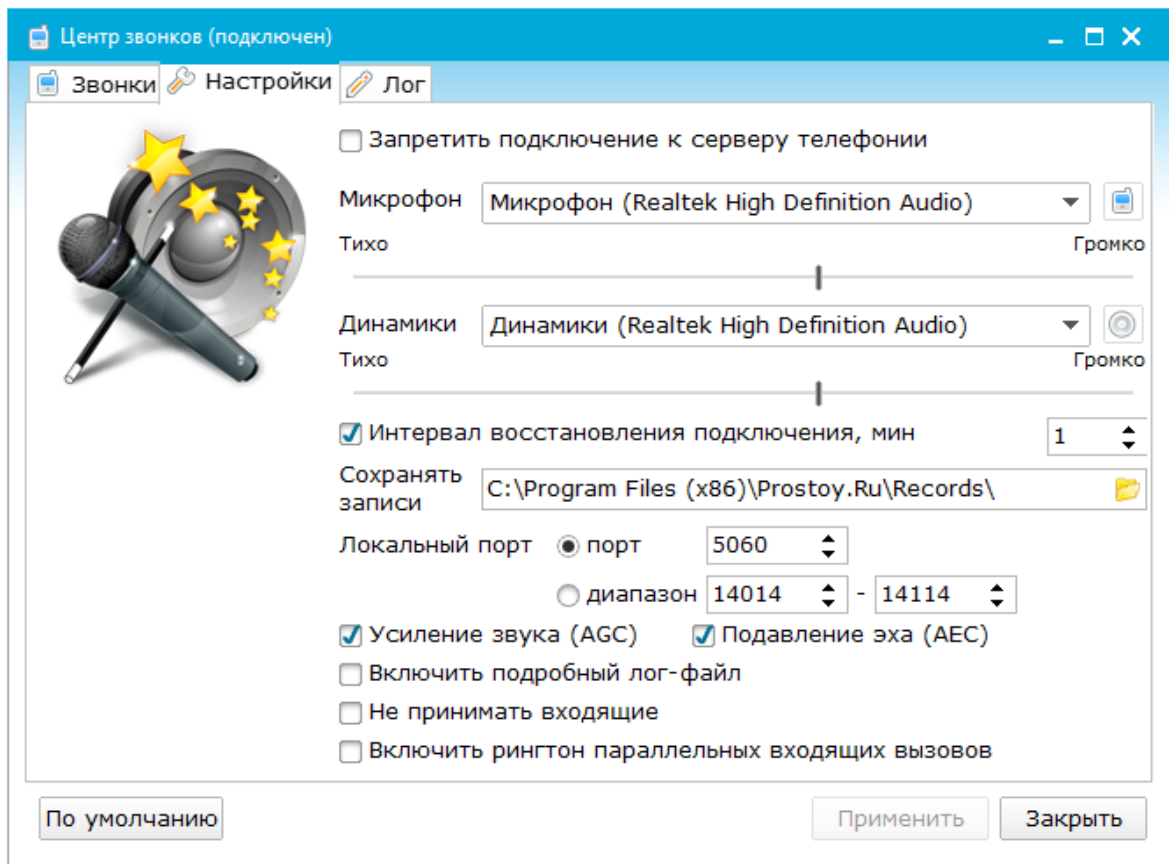 Центр звонков (подключен)
Звонки Настройки Лог
Запретить подключение к серверу телефонии
Микрофон Микрофон (Realtek High Definition Audio)
Тихо Громко
Динамики Динамики (Realtek High Definition Audio)
Тихо Громко
Интервал восстановления подключения, мин 1
Сохранять
записи C:\Program Files (x86)\Prostoy.Ru\Records\
Локальный порт порт 5060
диапазон 14014 - 14114
Усиление звука (AGC) Подавление эха (AEC)
Включить подробный лог-файл
Не принимать входящие
Включить рингтон параллельных входящих вызовов
По умолчанию Применить Закрыть